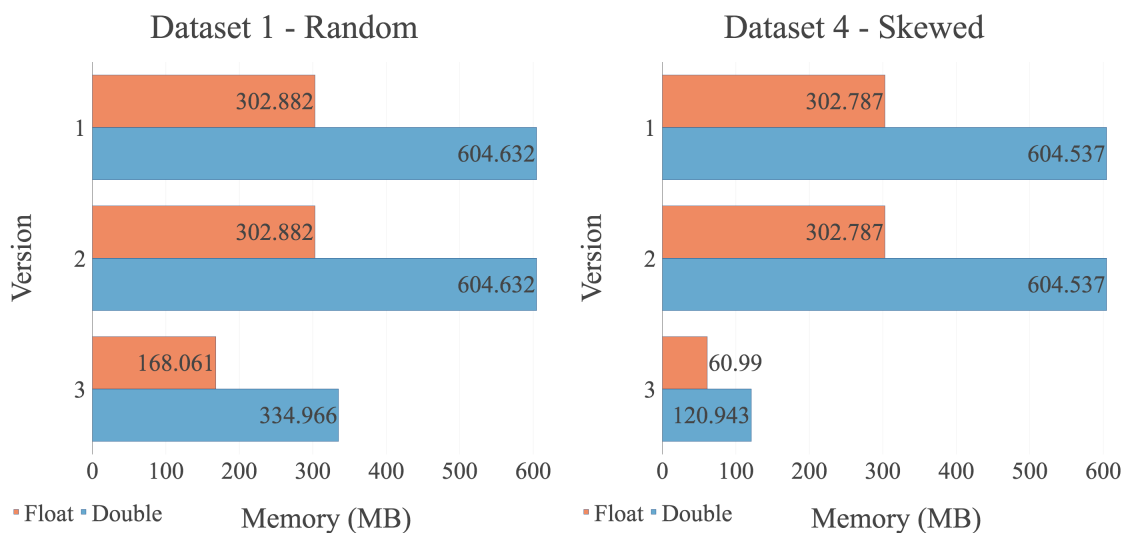 Dataset 1 - Random
302.882
1
604.632
302.882
2
604.632
168.061
3
334.966
Version
0 100 200 300 400 500 600
Float Double
Memory (MB)
Dataset 4 - Skewed
302.787
1
604.537
302.787
2
604.537
60.99
3
120.943
Version
0 100 200 300 400 500 600
Float Double
Memory (MB)